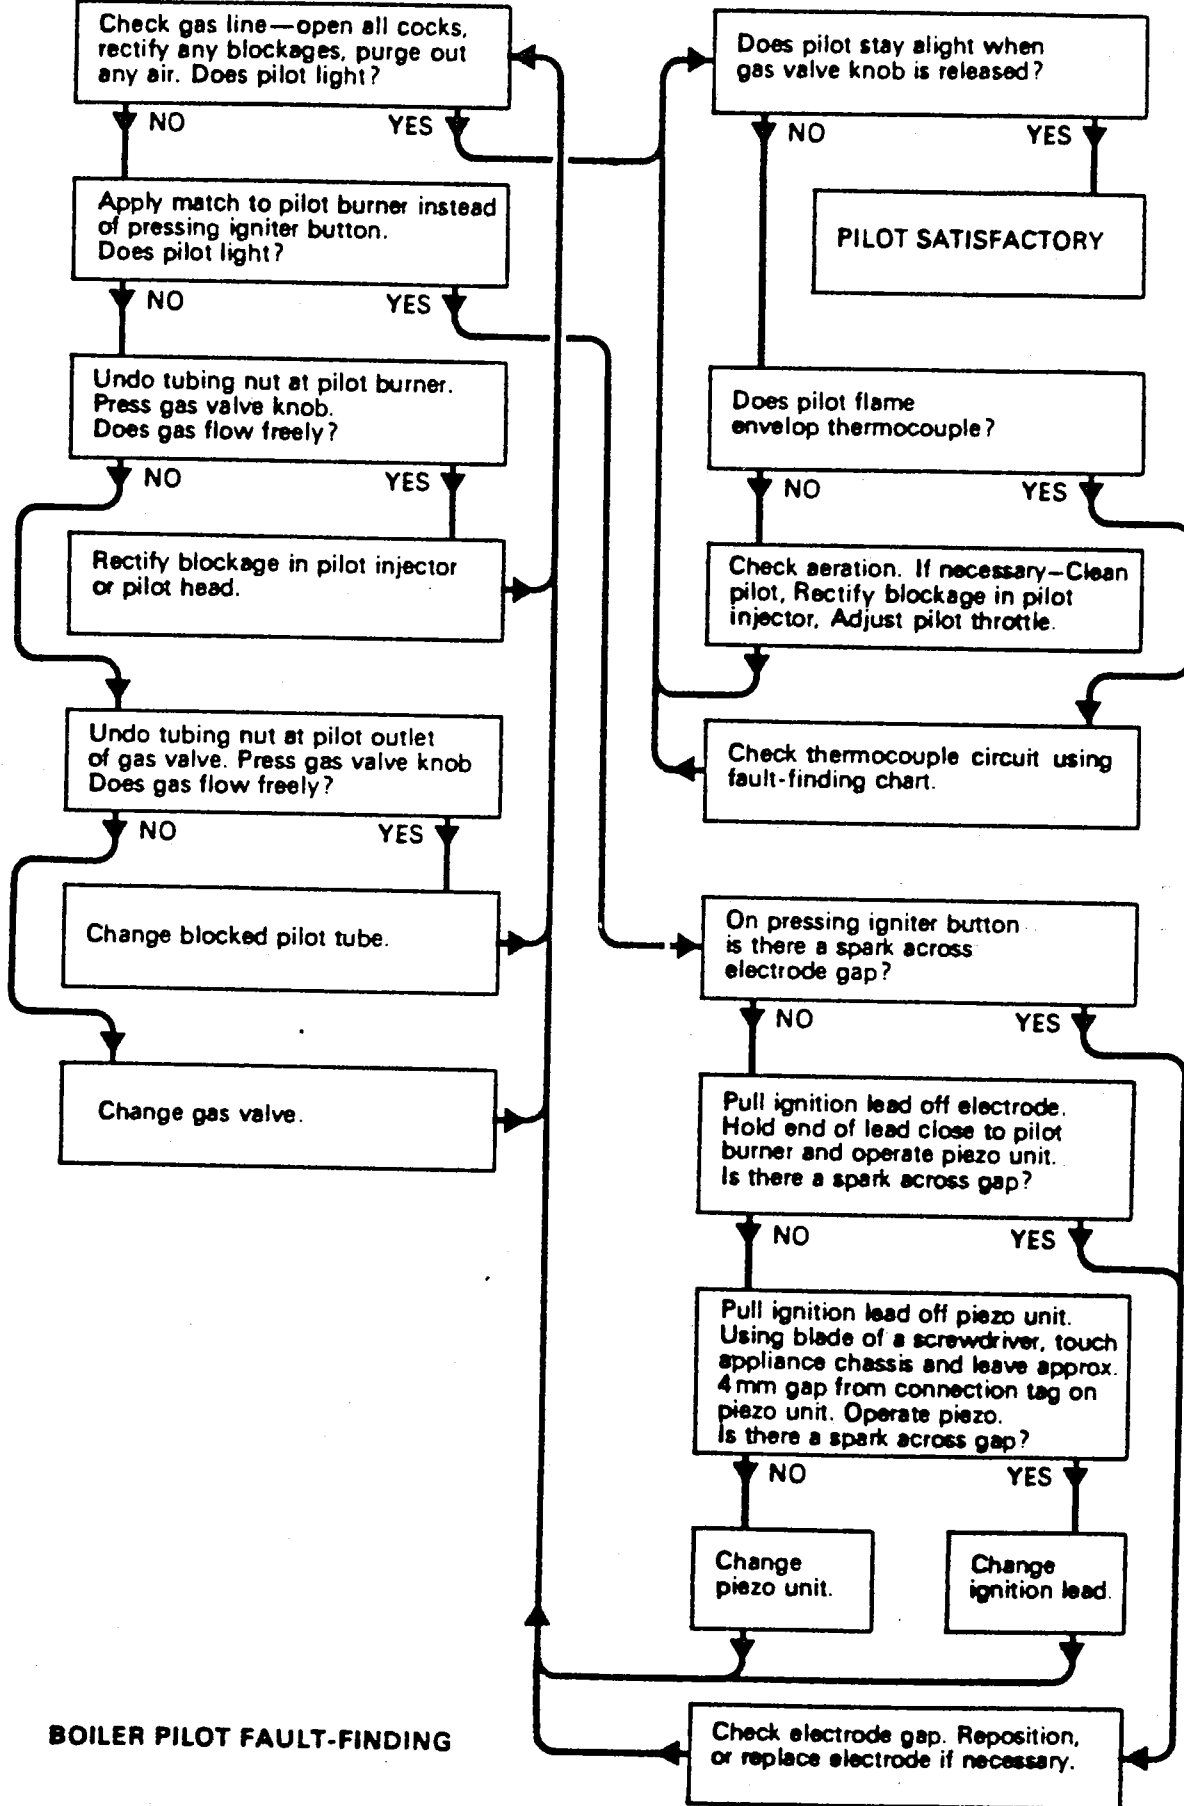 Check gas line—open all cocks,
rectify any blockages, purge out
any air. Does pilot light?
NO
YES
Apply match to pilot burner instead
of pressing igniter button.
Does pilot light?
NO
YES
Undo tubing nut at pilot burner.
Press gas valve knob.
Does gas flow freely?
NO
YES
Rectify blockage in pilot injector
or pilot head.
Undo tubing nut at pilot outlet
of gas valve. Press gas valve knob
Does gas flow freely?
NO
YES
Change blocked pilot tube.
Change gas valve.
Does pilot stay alight when
gas valve knob is released?
NO
YES
PILOT SATISFACTORY
Does pilot flame
envelop thermocouple?
NO
YES
Check aeration. If necessary—Clean
pilot, Rectify blockage in pilot
injector, Adjust pilot throttle.
Check thermocouple circuit using
fault-finding chart.
On pressing igniter button
is there a spark across
electrode gap?
NO
YES
Pull ignition lead off electrode.
Hold end of lead close to pilot
burner and operate piezo unit.
Is there a spark across gap?
NO
YES
Pull ignition lead off piezo unit.
Using blade of a screwdriver, touch
appliance chassis and leave approx.
4mm gap from connection tag on
piezo unit. Operate piezo.
Is there a spark across gap?
NO
YES
Change
piezo unit.
Change
ignition lead.
Check electrode gap. Reposition,
or replace electrode if necessary.
BOILER PILOT FAULT-FINDING